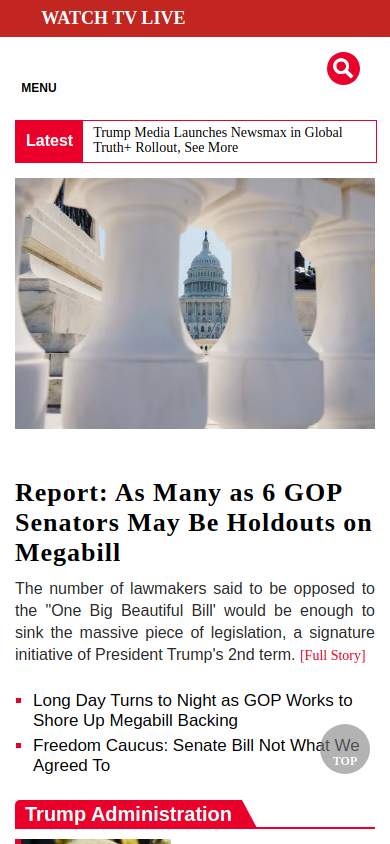 WATCH TV LIVE
MENU
Latest
Trump Media Launches Newsmax in Global
Truth+ Rollout, See More
Report: As Many as 6 GOP
Senators May Be Holdouts on
Megabill
The number of lawmakers said to be opposed to
the "One Big Beautiful Bill' would be enough to
sink the massive piece of legislation, a signature
initiative of President Trump's 2nd term. [Full Story]
Long Day Turns to Night as GOP Works to
Shore Up Megabill Backing
Freedom Caucus: Senate Bill Not What We
Agreed To
TOP
Trump Administration